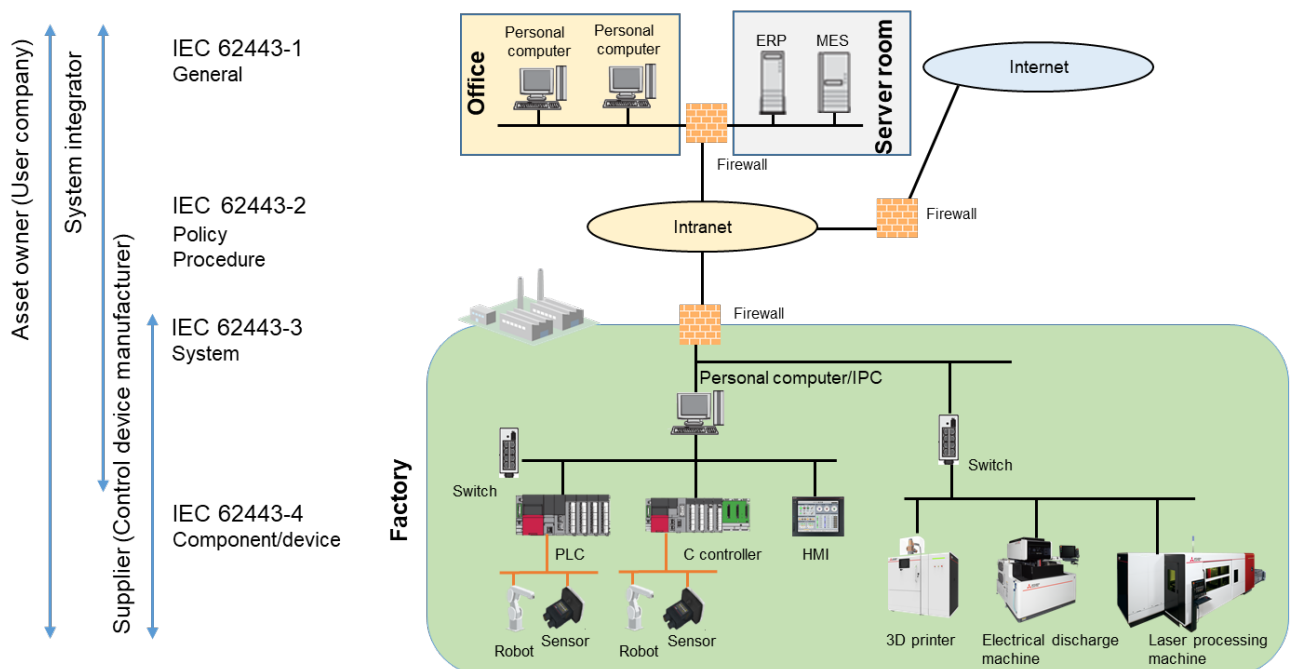 Asset owner (User company)
System integrator
Supplier (Control device manufacturer)
IEC 62443-1
General
IEC 62443-2
Policy
Procedure
IEC 62443-3
System
IEC 62443-4
Component/device
Office
Personal
computer
Personal
computer
ERP
MES
Server room
Internet
Firewall
Firewall
Intranet
Firewall
Factory
Personal computer/IPC
Switch
Switch
PLC
C controller
HMI
Robot
Sensor
Robot
Sensor
3D printer
Electrical discharge
machine
Laser processing
machine